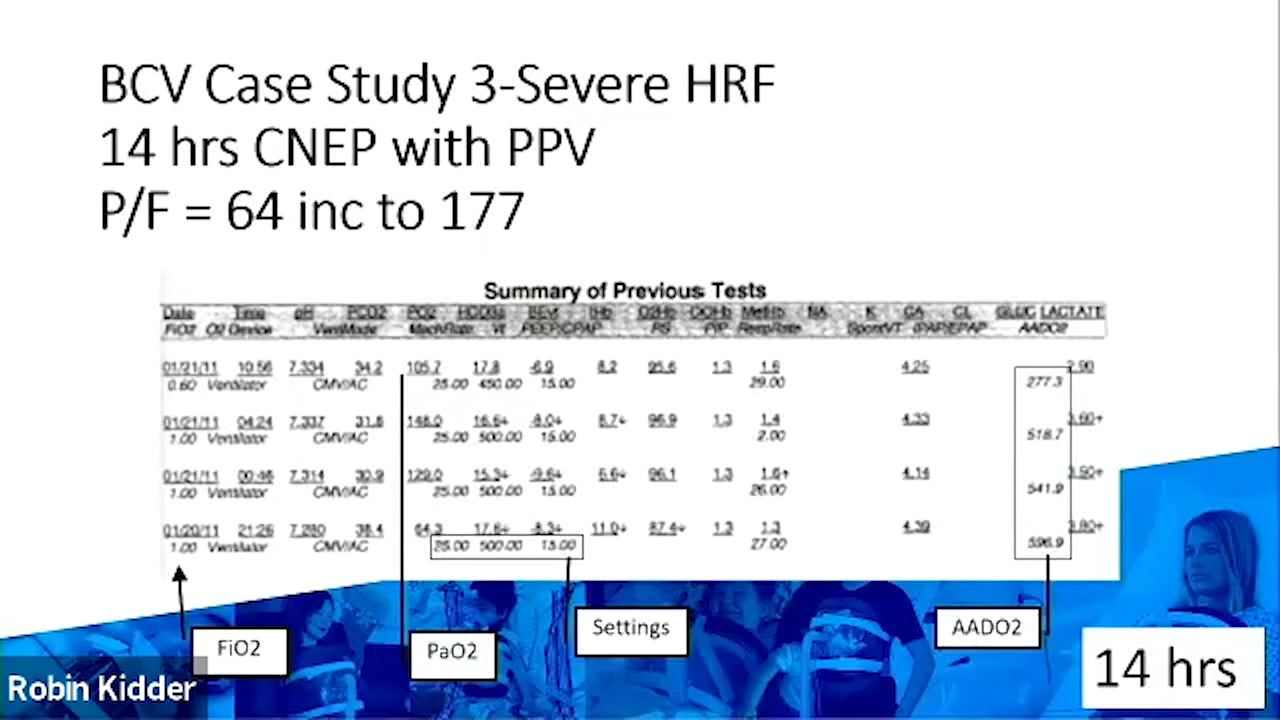 BCV Case Study 3-Severe HRF
14 hrs CNEP with PPV
P/F = 64 inc to 177
Summary of Previous Tests
Date Time pH PCO2 PO2 HCO3s BEvt tHb O2Hb COHb MetHb NA K CA CL GLUC LACTATE
FiO2 O2 Device VentMode MachRate Vt PEEP/CPAP PS PIP RespRate SpontVT IPAP/EPAP AADO2
01/21/11 10:56 7.334 34.2 105.7 17.8 -6.9 8.2 95.6 1.3 1.6 4.25 2.90
0.60 Ventilator CMV/AC 25.00 450.00 15.00 29.00 277.3
01/21/11 04:24 7.337 31.8 148.0 16.6↓ -8.0↓ 8.7↓ 96.9 1.3 1.4 4.33 3.60+
1.00 Ventilator CMV/AC 25.00 500.00 15.00 2.00 518.7
01/21/11 00:46 7.314 30.9 129.0 15.3↓ -9.6↓ 6.6↓ 96.1 1.3 1.6↑ 4.14 3.50+
1.00 Ventilator CMV/AC 25.00 500.00 15.00 26.00 541.9
01/20/11 21:26 7.280 38.4 64.3 17.6↓ -8.3↓ 11.0↓ 87.4↓ 1.3 1.3 4.39 3.80+
1.00 Ventilator CMV/AC 25.00 500.00 15.00 27.00 596.9
FiO2
PaO2
Settings
AADO2
14 hrs
Robin Kidder